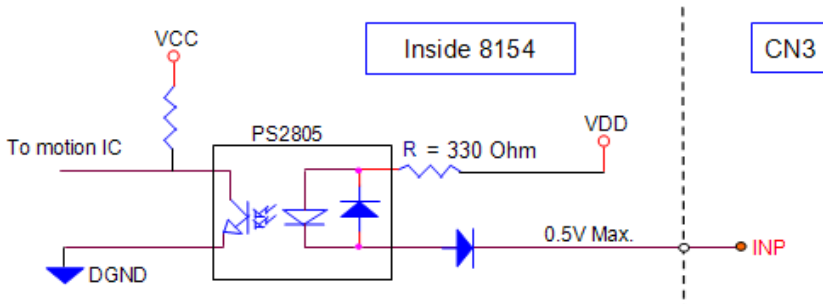 VCC
Inside 8154
CN3
PS2805
VDD
To motion IC
R = 330 Ohm
0.5V Max.
INP
DGND